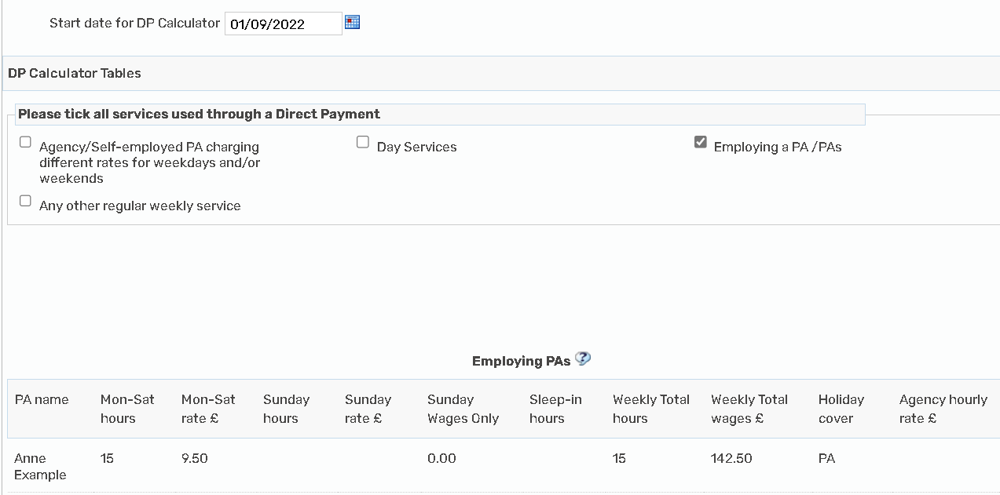 Start date for DP Calculator 01/09/2022
DP Calculator Tables
Please tick all services used through a Direct Payment
Agency/Self-employed PA charging
different rates for weekdays and/or
weekends
Day Services
Employing a PA /PAs
Any other regular weekly service
Employing PAs
PA name
Mon-Sat
hours
Mon-Sat
rate £
Sunday
hours
Sunday
rate £
Sunday
Wages Only
Sleep-in
hours
Weekly Total
hours
Weekly Total
wages £
Holiday
cover
Agency hourly
rate £
Anne
Example
15
9.50
0.00
15
142.50
PA